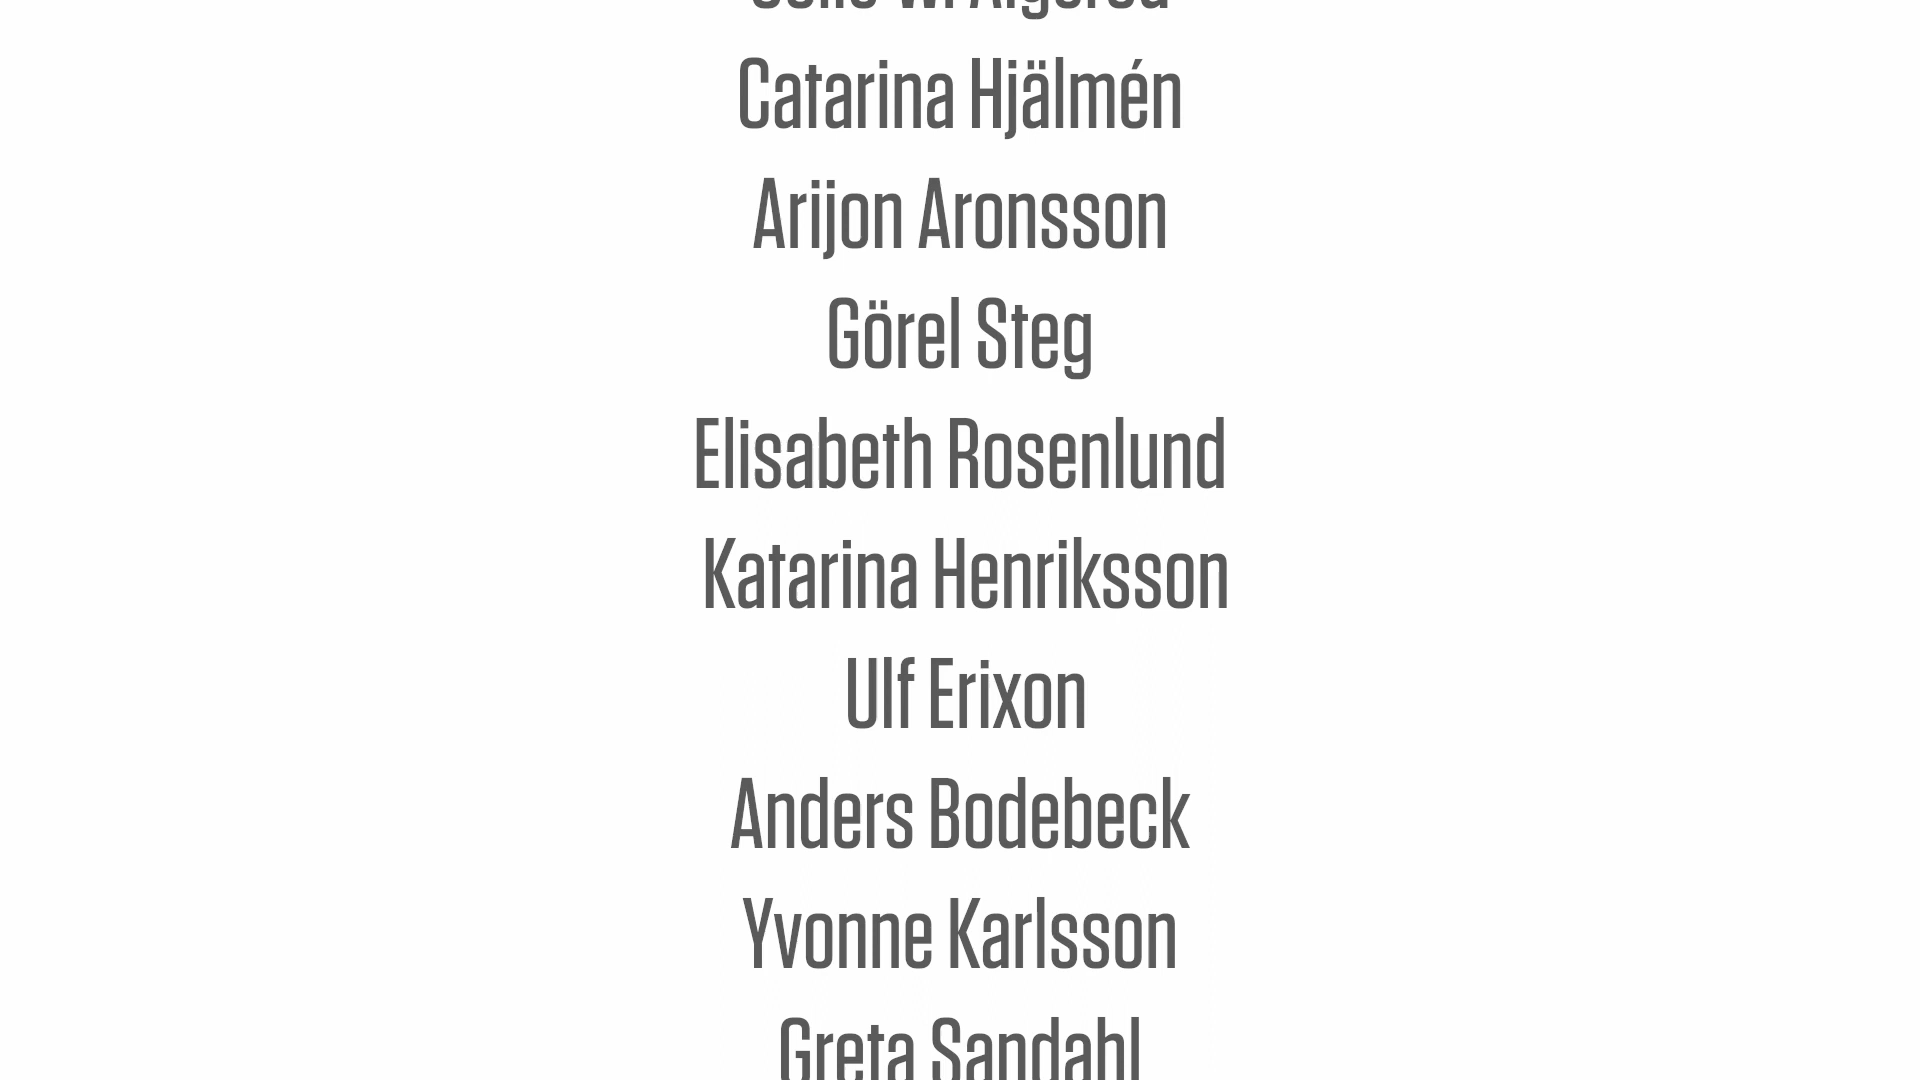 Catarina Hjälmén
Arijon Aronsson
Görel Steg
Elisabeth Rosenlund
Katarina Henriksson
Ulf Erixon
Anders Bodebeck
Yvonne Karlsson
Greta Sandahl